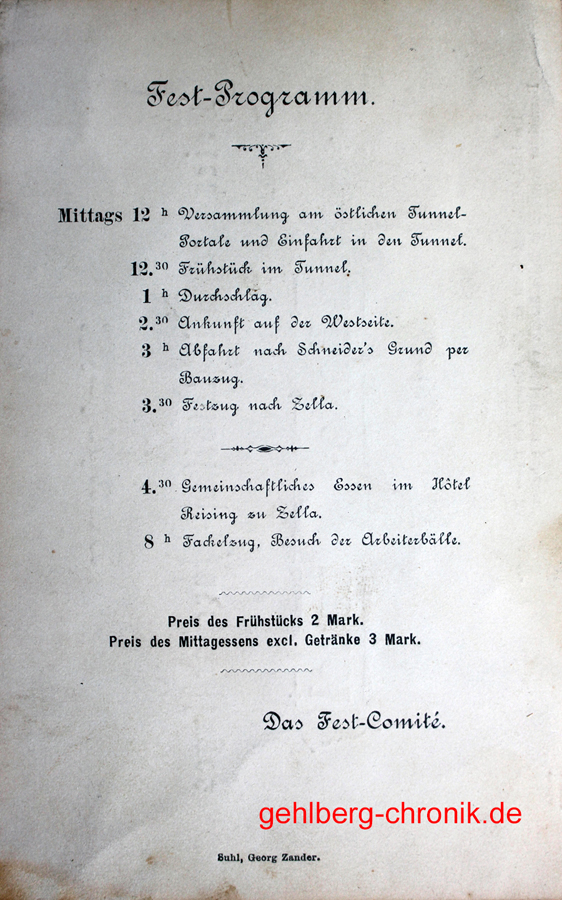 Fest-Programm.
Mittags 12 h Versammlung am östlichen Tunnel-
Portale und Einfahrt in den Tunnel.
12.30 Frühstück im Tunnel.
1 h Durchschlag.
2.30 Ankunft auf der Westseite.
3 h Abfahrt nach Schneider's Grund per
Bauzug.
3.30 Festzug nach Zella.
4.30 Gemeinschaftliches Essen im Hôtel
Reising zu Zella.
8 h Fackelzug, Besuch der Arbeiterbälle.
Preis des Frühstücks 2 Mark.
Preis des Mittagessens excl. Getränke 3 Mark.
Das Fest-Comité.
gehlberg-chronik.de
Suhl, Georg Zander.